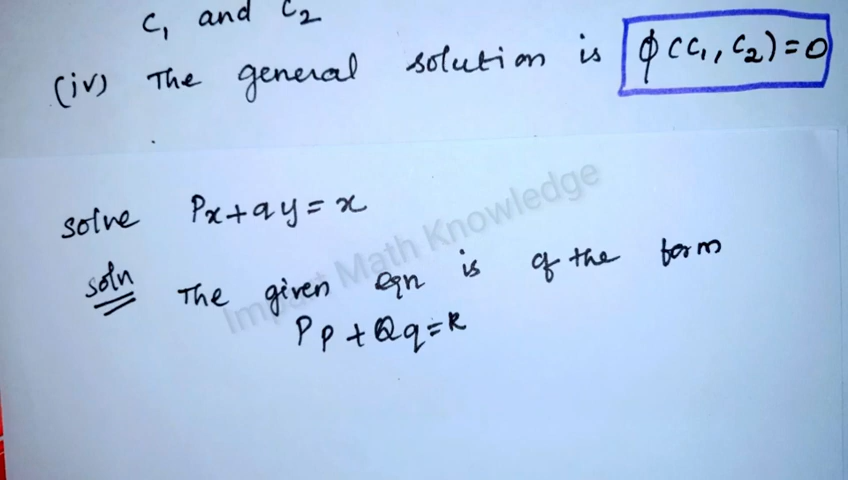 C₁ and C₂
(iv) The general solution is ϕ(C₁, C₂)=0
solve Px+qy=x
soln The given eqn is of the form
Pp+Qq=R
Impact Math Knowledge